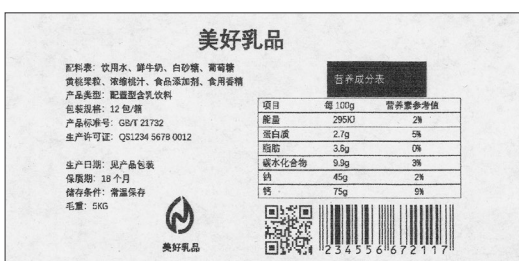 美好乳品
配料表：饮用水、鲜牛奶、白砂糖、葡萄糖
黄桃果粒、浓缩桃汁、食品添加剂、食用香精
产品类型：配置型含乳饮料
包装规格：12 包/箱
产品标准号：GB/T 21732
生产许可证：QS1234 5678 0012
生产日期：见产品包装
保质期：18 个月
储存条件：常温保存
毛重：5KG
美好乳品
营养成分表
项目 每 100g 营养素参考值
能量 295KJ 2%
蛋白质 2.7g 5%
脂肪 3.6g 0%
碳水化合物 9.9g 3%
钠 45g 2%
钙 75g 9%
234556 672117